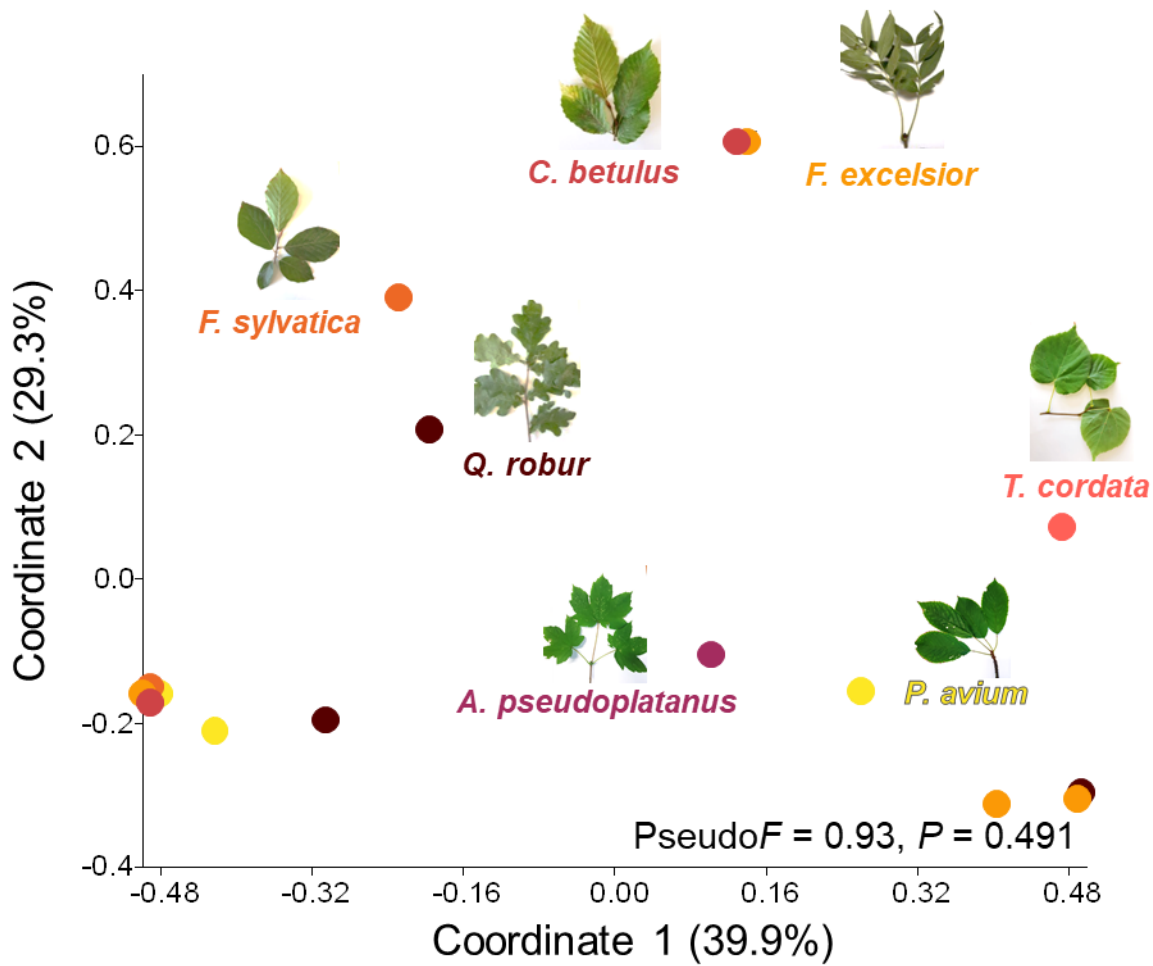 C. betulus
F. excelsior
F. sylvatica
Q. robur
T. cordata
A. pseudoplatanus
P. avium
PseudoF = 0.93, P = 0.491
Coordinate 2 (29.3%)
0.6
0.4
0.2
0.0
-0.2
-0.4
-0.48 -0.32 -0.16 0.00 0.16 0.32 0.48
Coordinate 1 (39.9%)